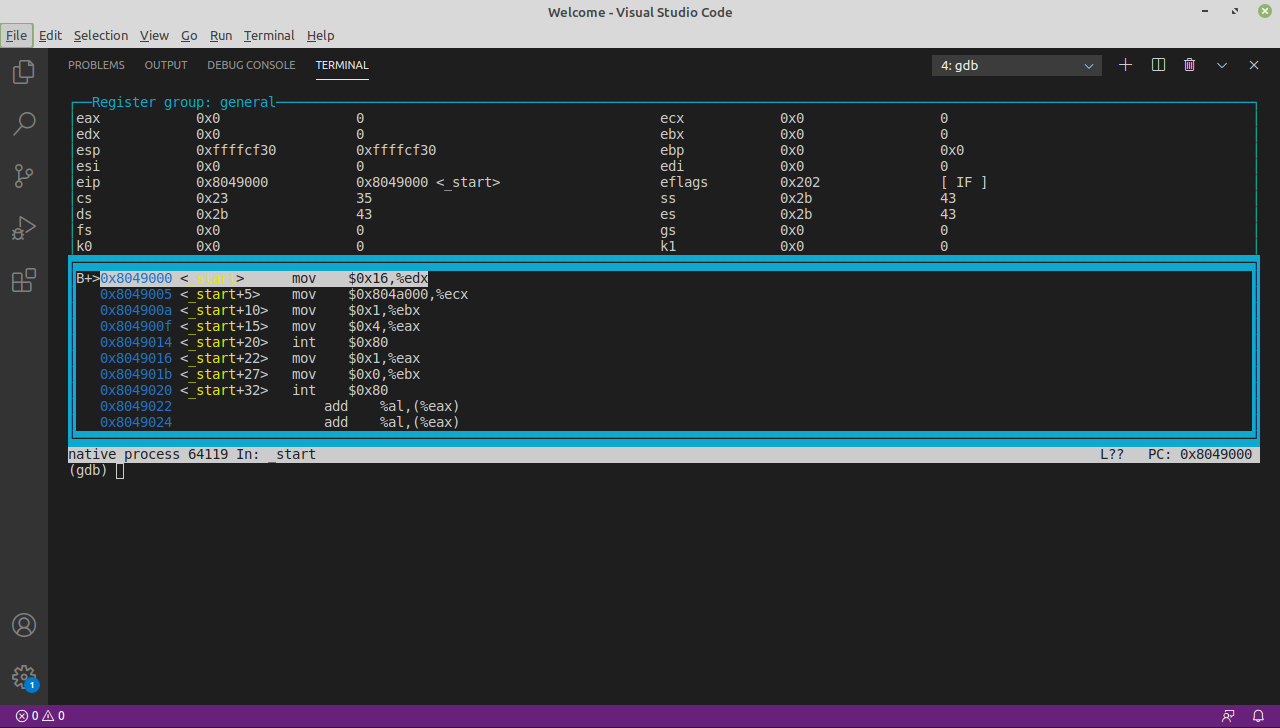 Welcome - Visual Studio Code
File Edit Selection View Go Run Terminal Help
PROBLEMS OUTPUT DEBUG CONSOLE TERMINAL 4: gdb
Register group: general
eax 0x0 0 ecx 0x0 0
edx 0x0 0 ebx 0x0 0
esp 0xffffcf30 0xffffcf30 ebp 0x0 0x0
esi 0x0 0 edi 0x0 0
eip 0x8049000 0x8049000 <_start> eflags 0x202 [ IF ]
cs 0x23 35 ss 0x2b 43
ds 0x2b 43 es 0x2b 43
fs 0x0 0 gs 0x0 0
k0 0x0 0 k1 0x0 0
B+>0x8049000 <_start> mov $0x16,%edx
0x8049005 <_start+5> mov $0x804a000,%ecx
0x804900a <_start+10> mov $0x1,%ebx
0x804900f <_start+15> mov $0x4,%eax
0x8049014 <_start+20> int $0x80
0x8049016 <_start+22> mov $0x1,%eax
0x804901b <_start+27> mov $0x0,%ebx
0x8049020 <_start+32> int $0x80
0x8049022 add %al,(%eax)
0x8049024 add %al,(%eax)
native process 64119 In: _start L?? PC: 0x8049000
(gdb)
1
0 0